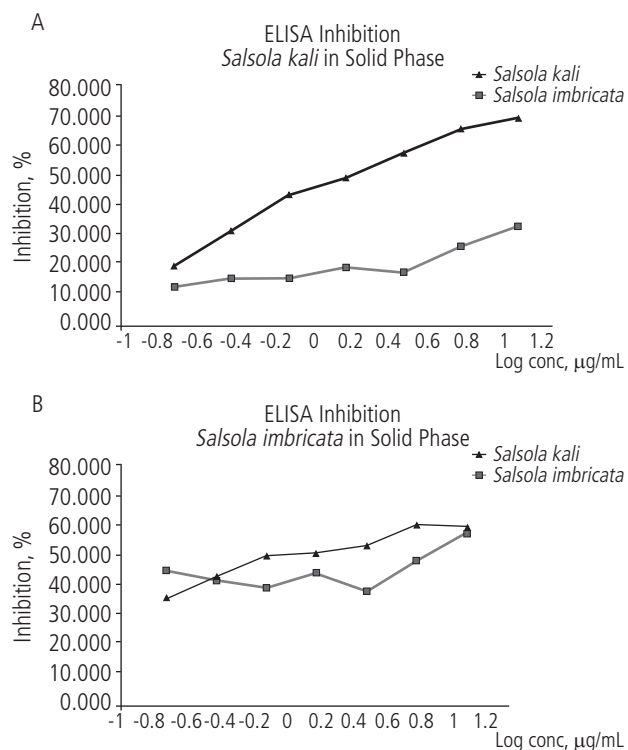 A
ELISA Inhibition
Salsola kali in Solid Phase
Salsola kali
Salsola imbricata
80.000
70.000
60.000
50.000
40.000
30.000
20.000
10.000
0.000
Inhibition, %
-1 -0.8 -0.6 -0.4 -0.2 0 0.2 0.4 0.6 0.8 1 1.2
Log conc, µg/mL
B
ELISA Inhibition
Salsola imbricata in Solid Phase
Salsola kali
Salsola imbricata
80.000
70.000
60.000
50.000
40.000
30.000
20.000
10.000
0.000
Inhibition, %
-1 -0.8 -0.6 -0.4 -0.2 0 0.2 0.4 0.6 0.8 1 1.2
Log conc, µg/mL